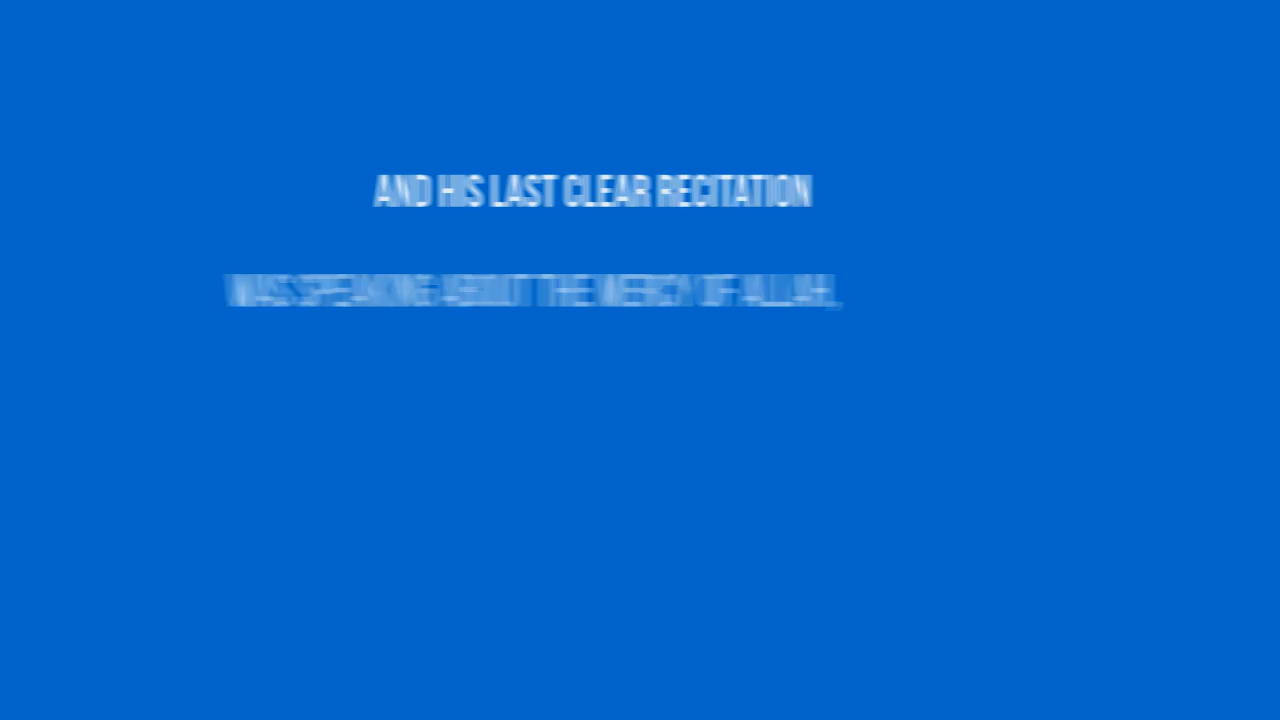 AND HIS LAST CLEAR RECITATION
WAS SPEAKING ABOUT THE MERCY OF ALLAH,